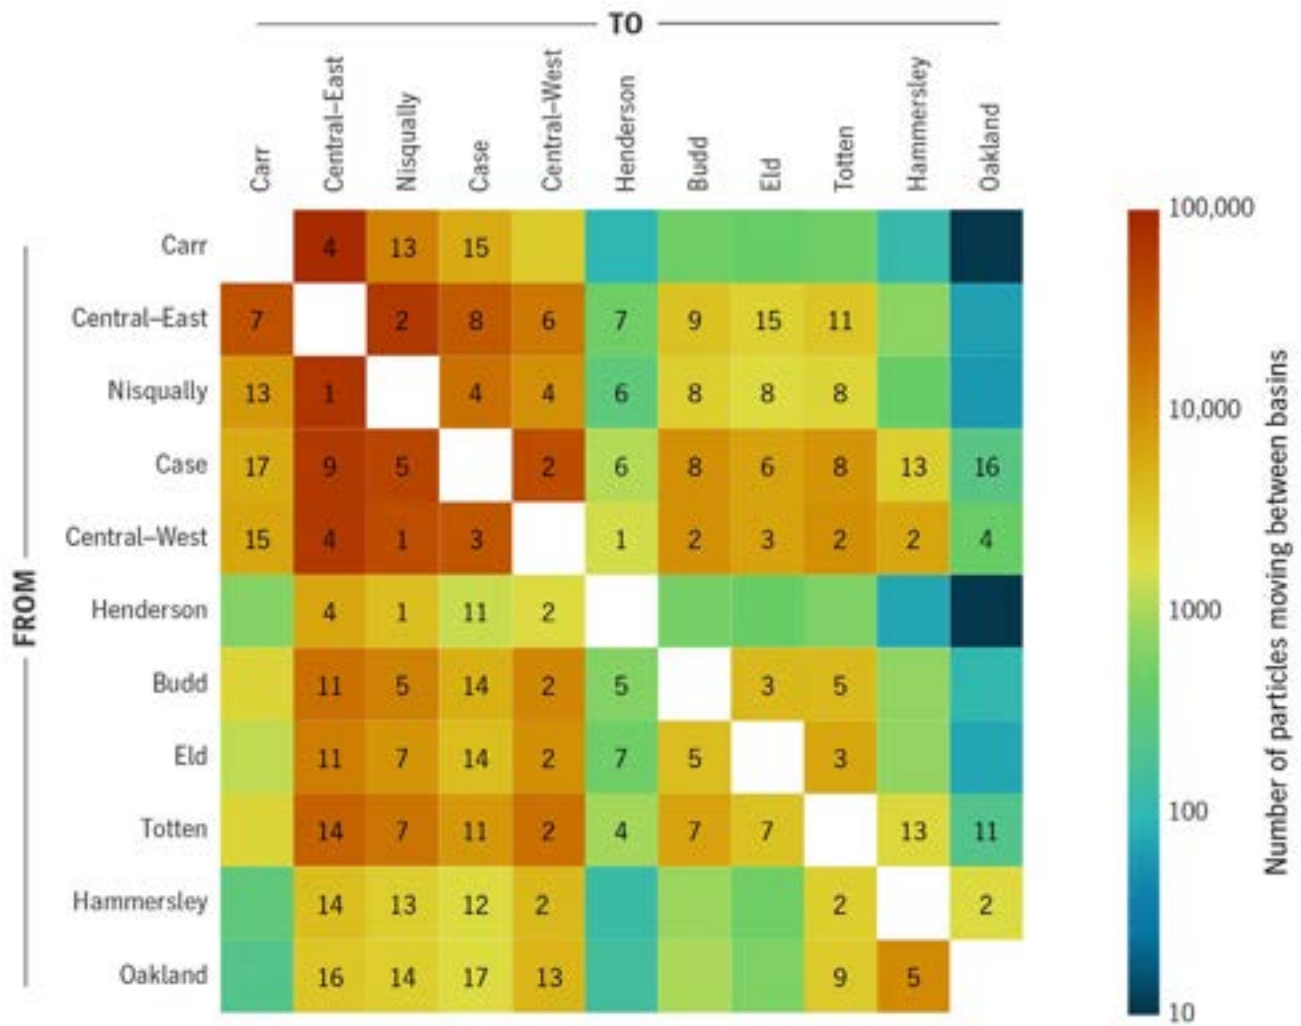 TO
Carr Central–East Nisqually Case Central–West Henderson Budd Eld Totten Hammersley Oakland
FROM
Carr 4 13 15
Central–East 7 2 8 6 7 9 15 11
Nisqually 13 1 4 4 6 8 8 8
Case 17 9 5 2 6 8 6 8 13 16
Central–West 15 4 1 3 1 2 3 2 2 4
Henderson 4 1 11 2
Budd 11 5 14 2 5 3 5
Eld 11 7 14 2 7 5 3
Totten 14 7 11 2 4 7 7 13 11
Hammersley 14 13 12 2 2 2
Oakland 16 14 17 13 9 5
100,000
10,000
1000
100
10
Number of particles moving between basins